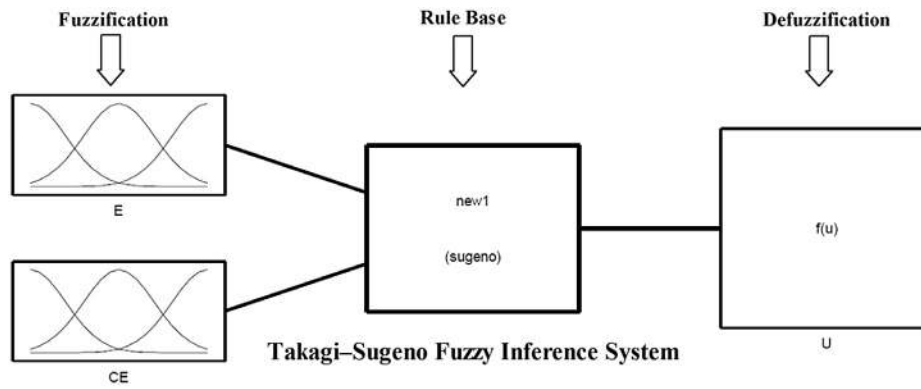 Fuzzification
Rule Base
Defuzzification
E
new1
(sugeno)
f(u)
Takagi–Sugeno Fuzzy Inference System
U
CE